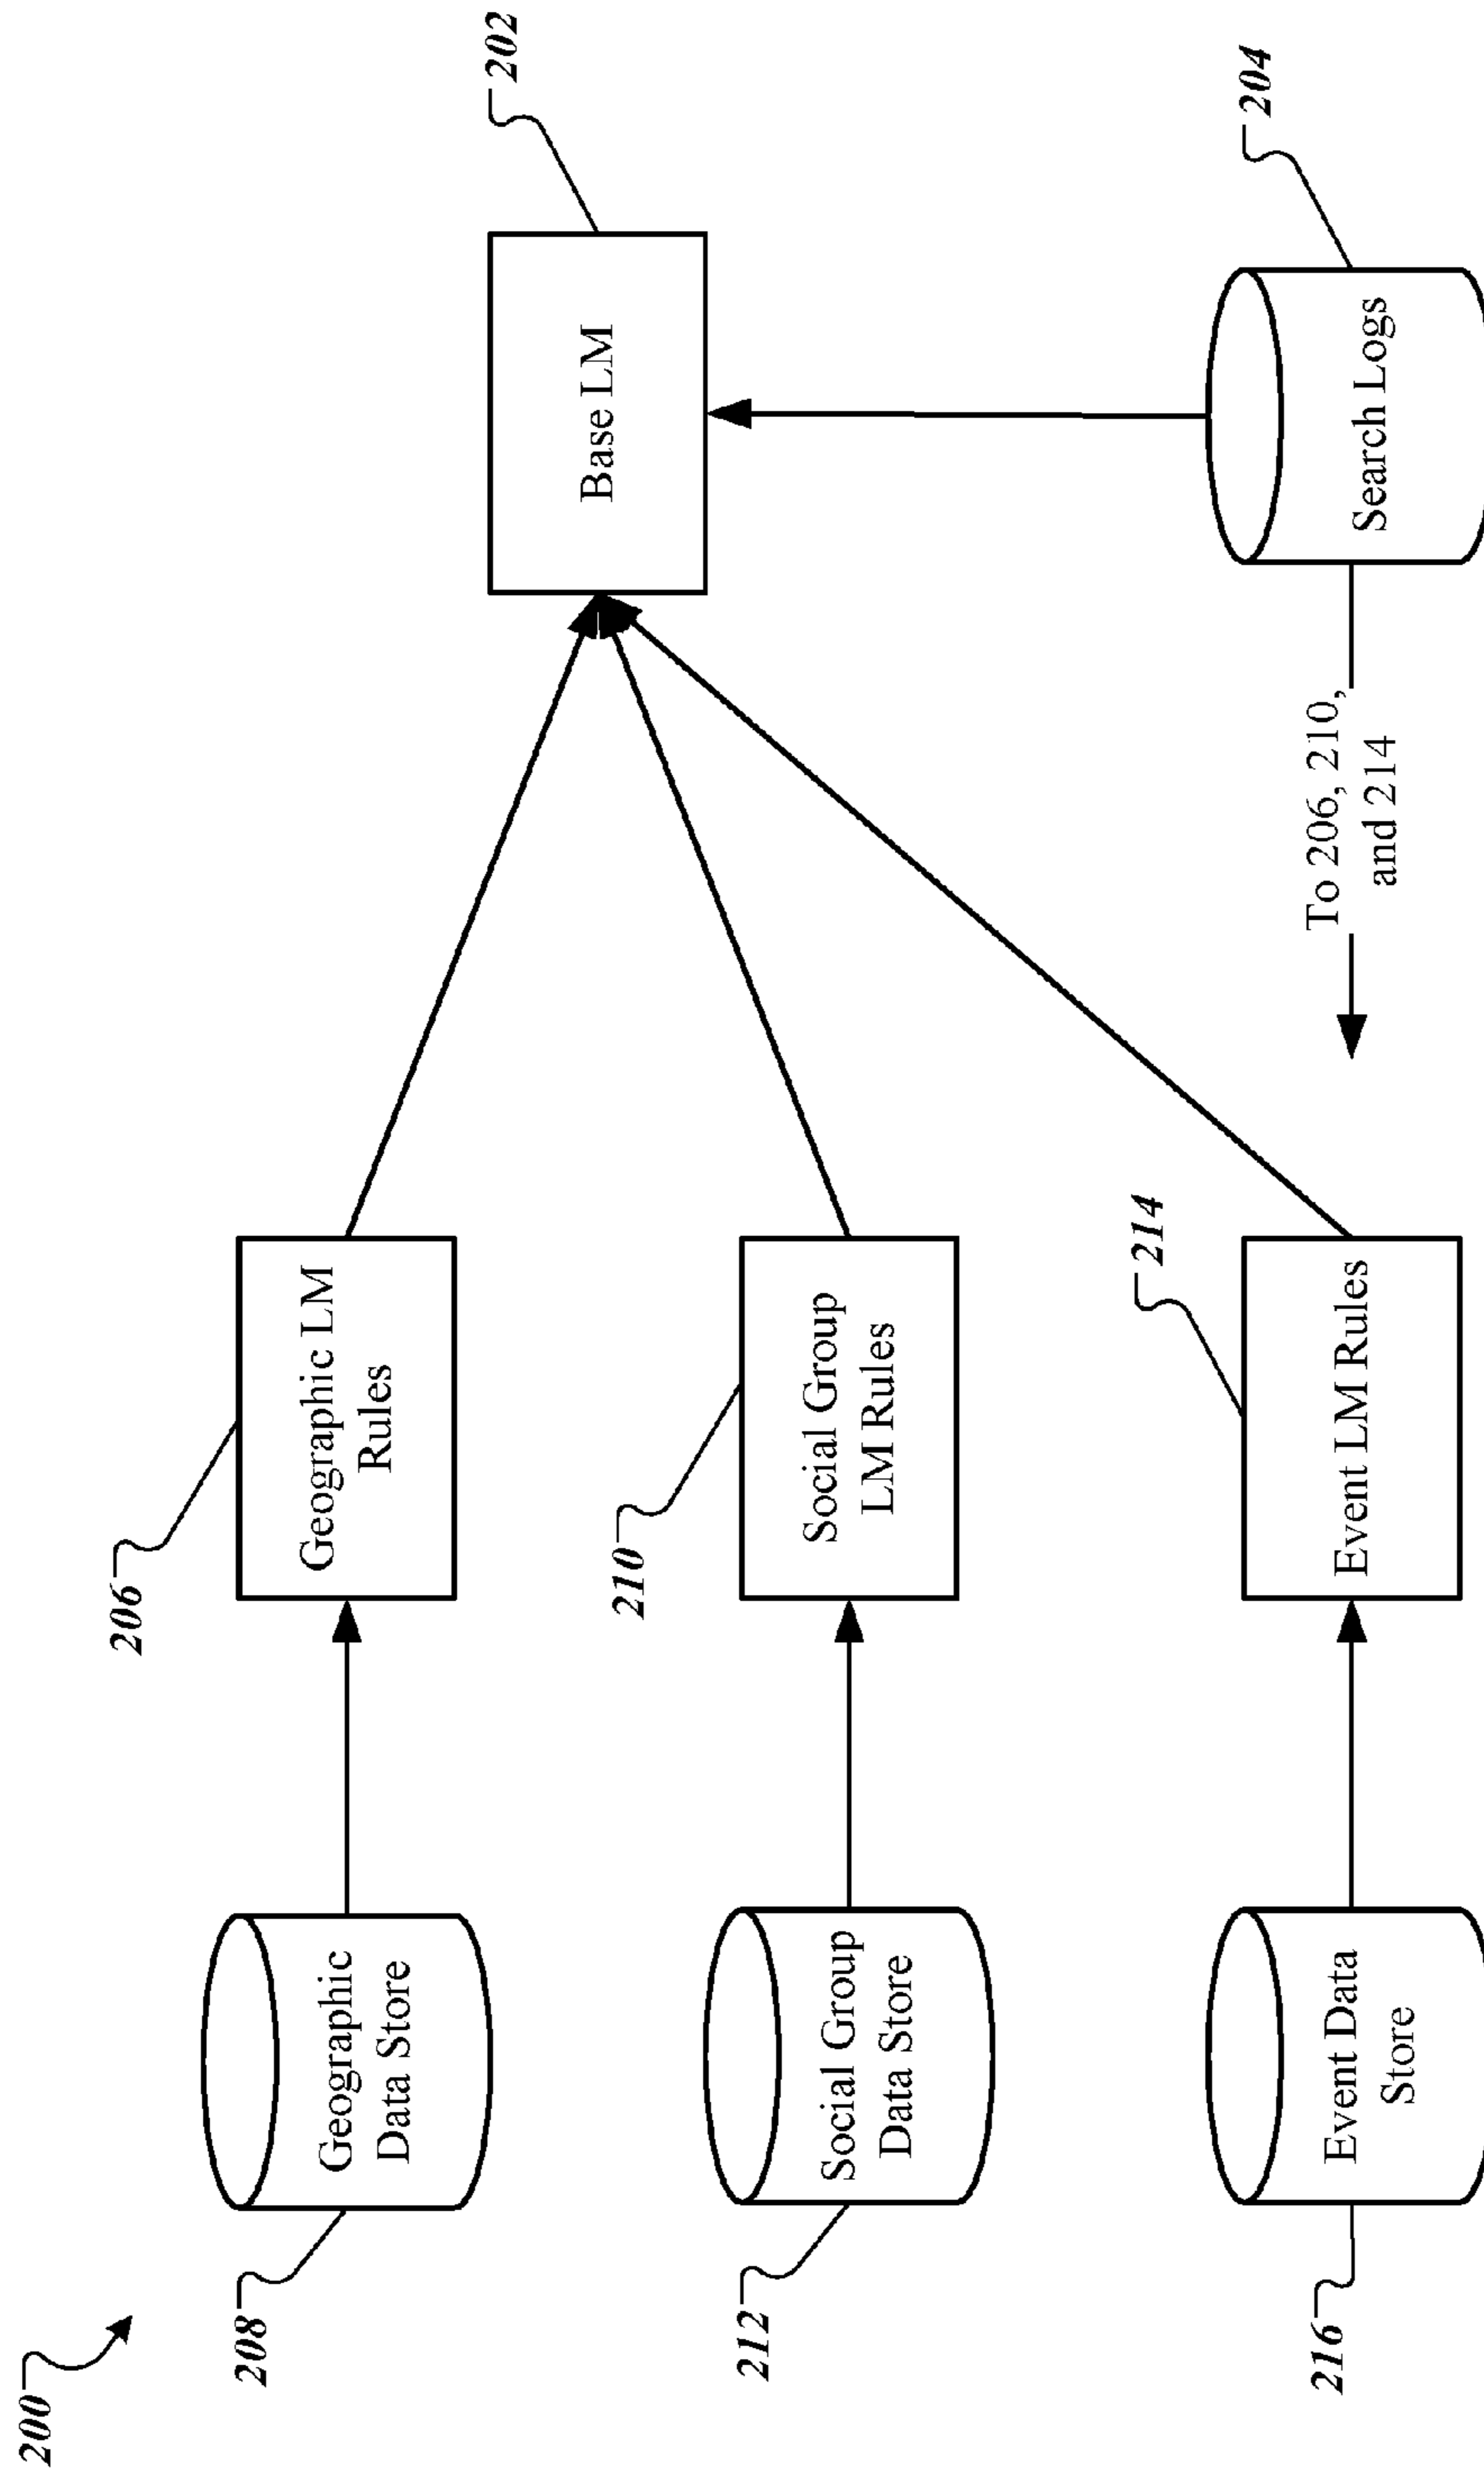 200
208
Geographic
Data Store
206
Geographic LM
Rules
202
Base LM
212
Social Group
Data Store
210
Social Group
LM Rules
216
Event Data
Store
214
Event LM Rules
To 206, 210,
and 214
204
Search Logs